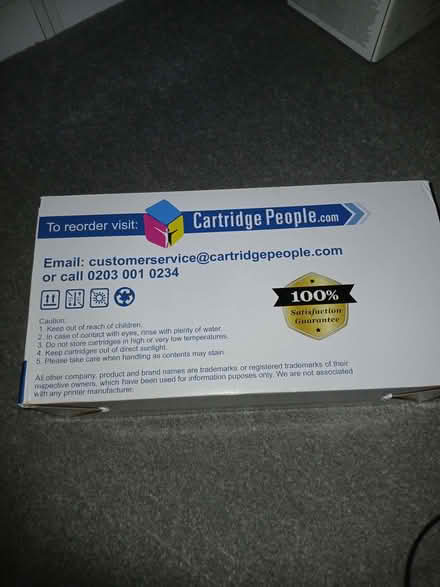 To reorder visit: Cartridge People.com
Email: customerservice@cartridgepeople.com
or call 0203 001 0234
100%
Satisfaction
Guarantee
Caution:
1. Keep out of reach of children.
2. In case of contact with eyes, rinse with plenty of water.
3. Do not store cartridges in high or very low temperatures.
4. Keep cartridges out of direct sunlight.
5. Please take care when handling as contents may stain
All other company, product and brand names are trademarks or registered trademarks of their
respective owners, which have been used for information puposes only. We are not associated
with any printer manufacturer.